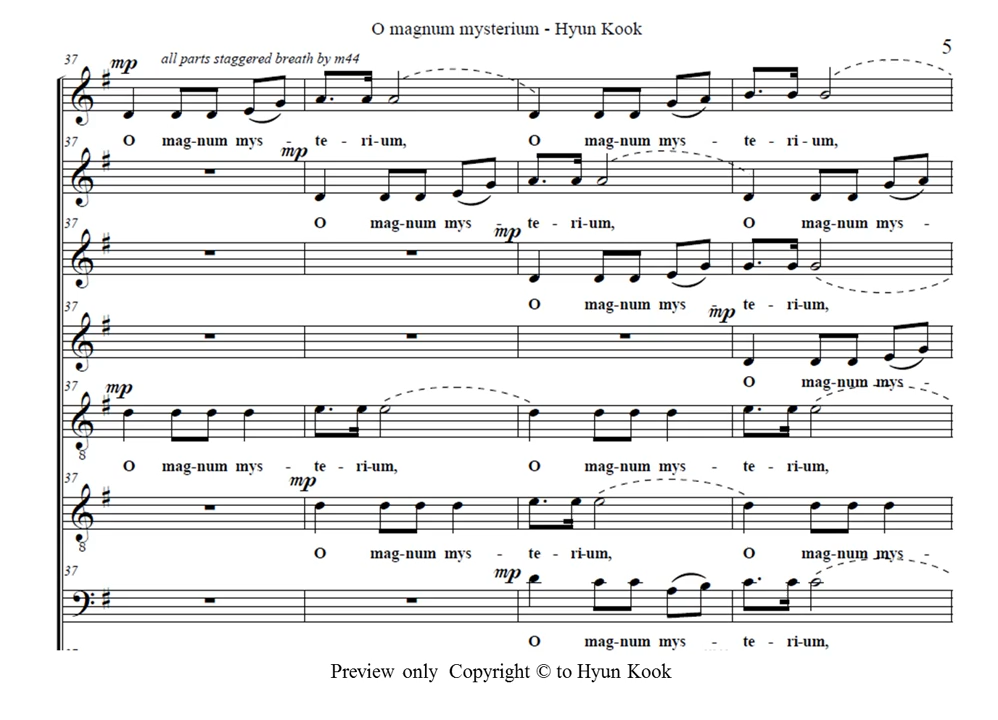 O magnum mysterium - Hyun Kook
5
37 mp all parts staggered breath by m44
O mag-num mys - te - ri-um, O mag-num mys - te - ri-um,
37 mp
O mag-num mys - te - ri-um, O mag-num mys -
37 mp
O mag-num mys - te - ri-um,
37 mp
O mag-num mys -
37 mp
8
O mag-num mys - te - ri-um, O mag-num mys - te - ri-um,
37 mp
8
O mag-num mys - te - ri-um, O mag-num mys -
37 mp
O mag-num mys - te - ri-um,
Preview only Copyright © to Hyun Kook